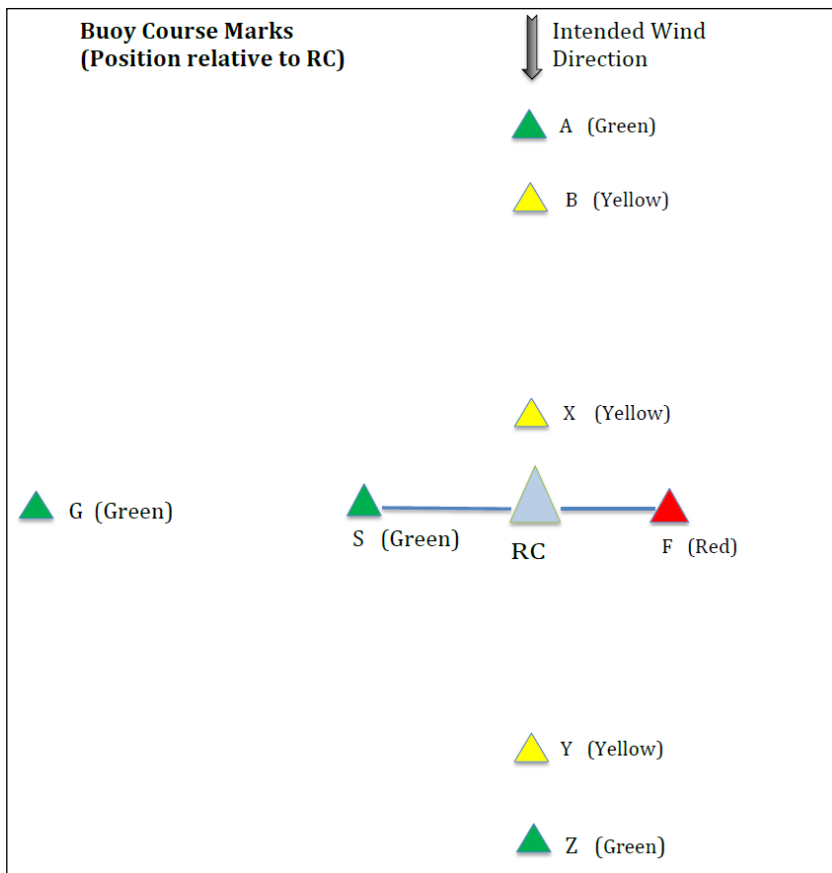 Buoy Course Marks
(Position relative to RC)
Intended Wind
Direction
A (Green)
B (Yellow)
X (Yellow)
G (Green)
S (Green)
RC
F (Red)
Y (Yellow)
Z (Green)